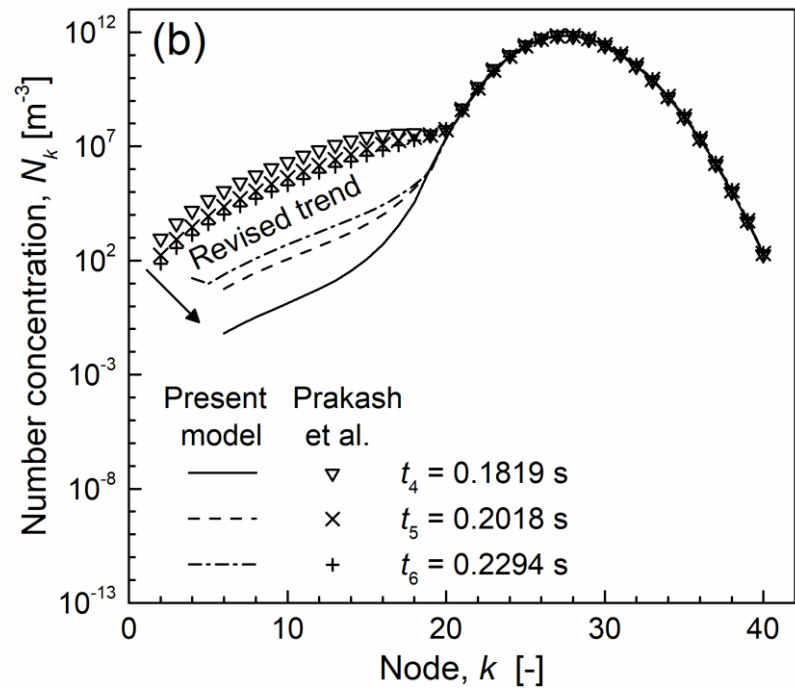 (b)
Number concentration, N_k [m^-3]
10^12
10^7
10^2
10^-3
10^-8
10^-13
Revised trend
Present model
Prakash et al.
t_4 = 0.1819 s
t_5 = 0.2018 s
t_6 = 0.2294 s
0 10 20 30 40
Node, k [-]